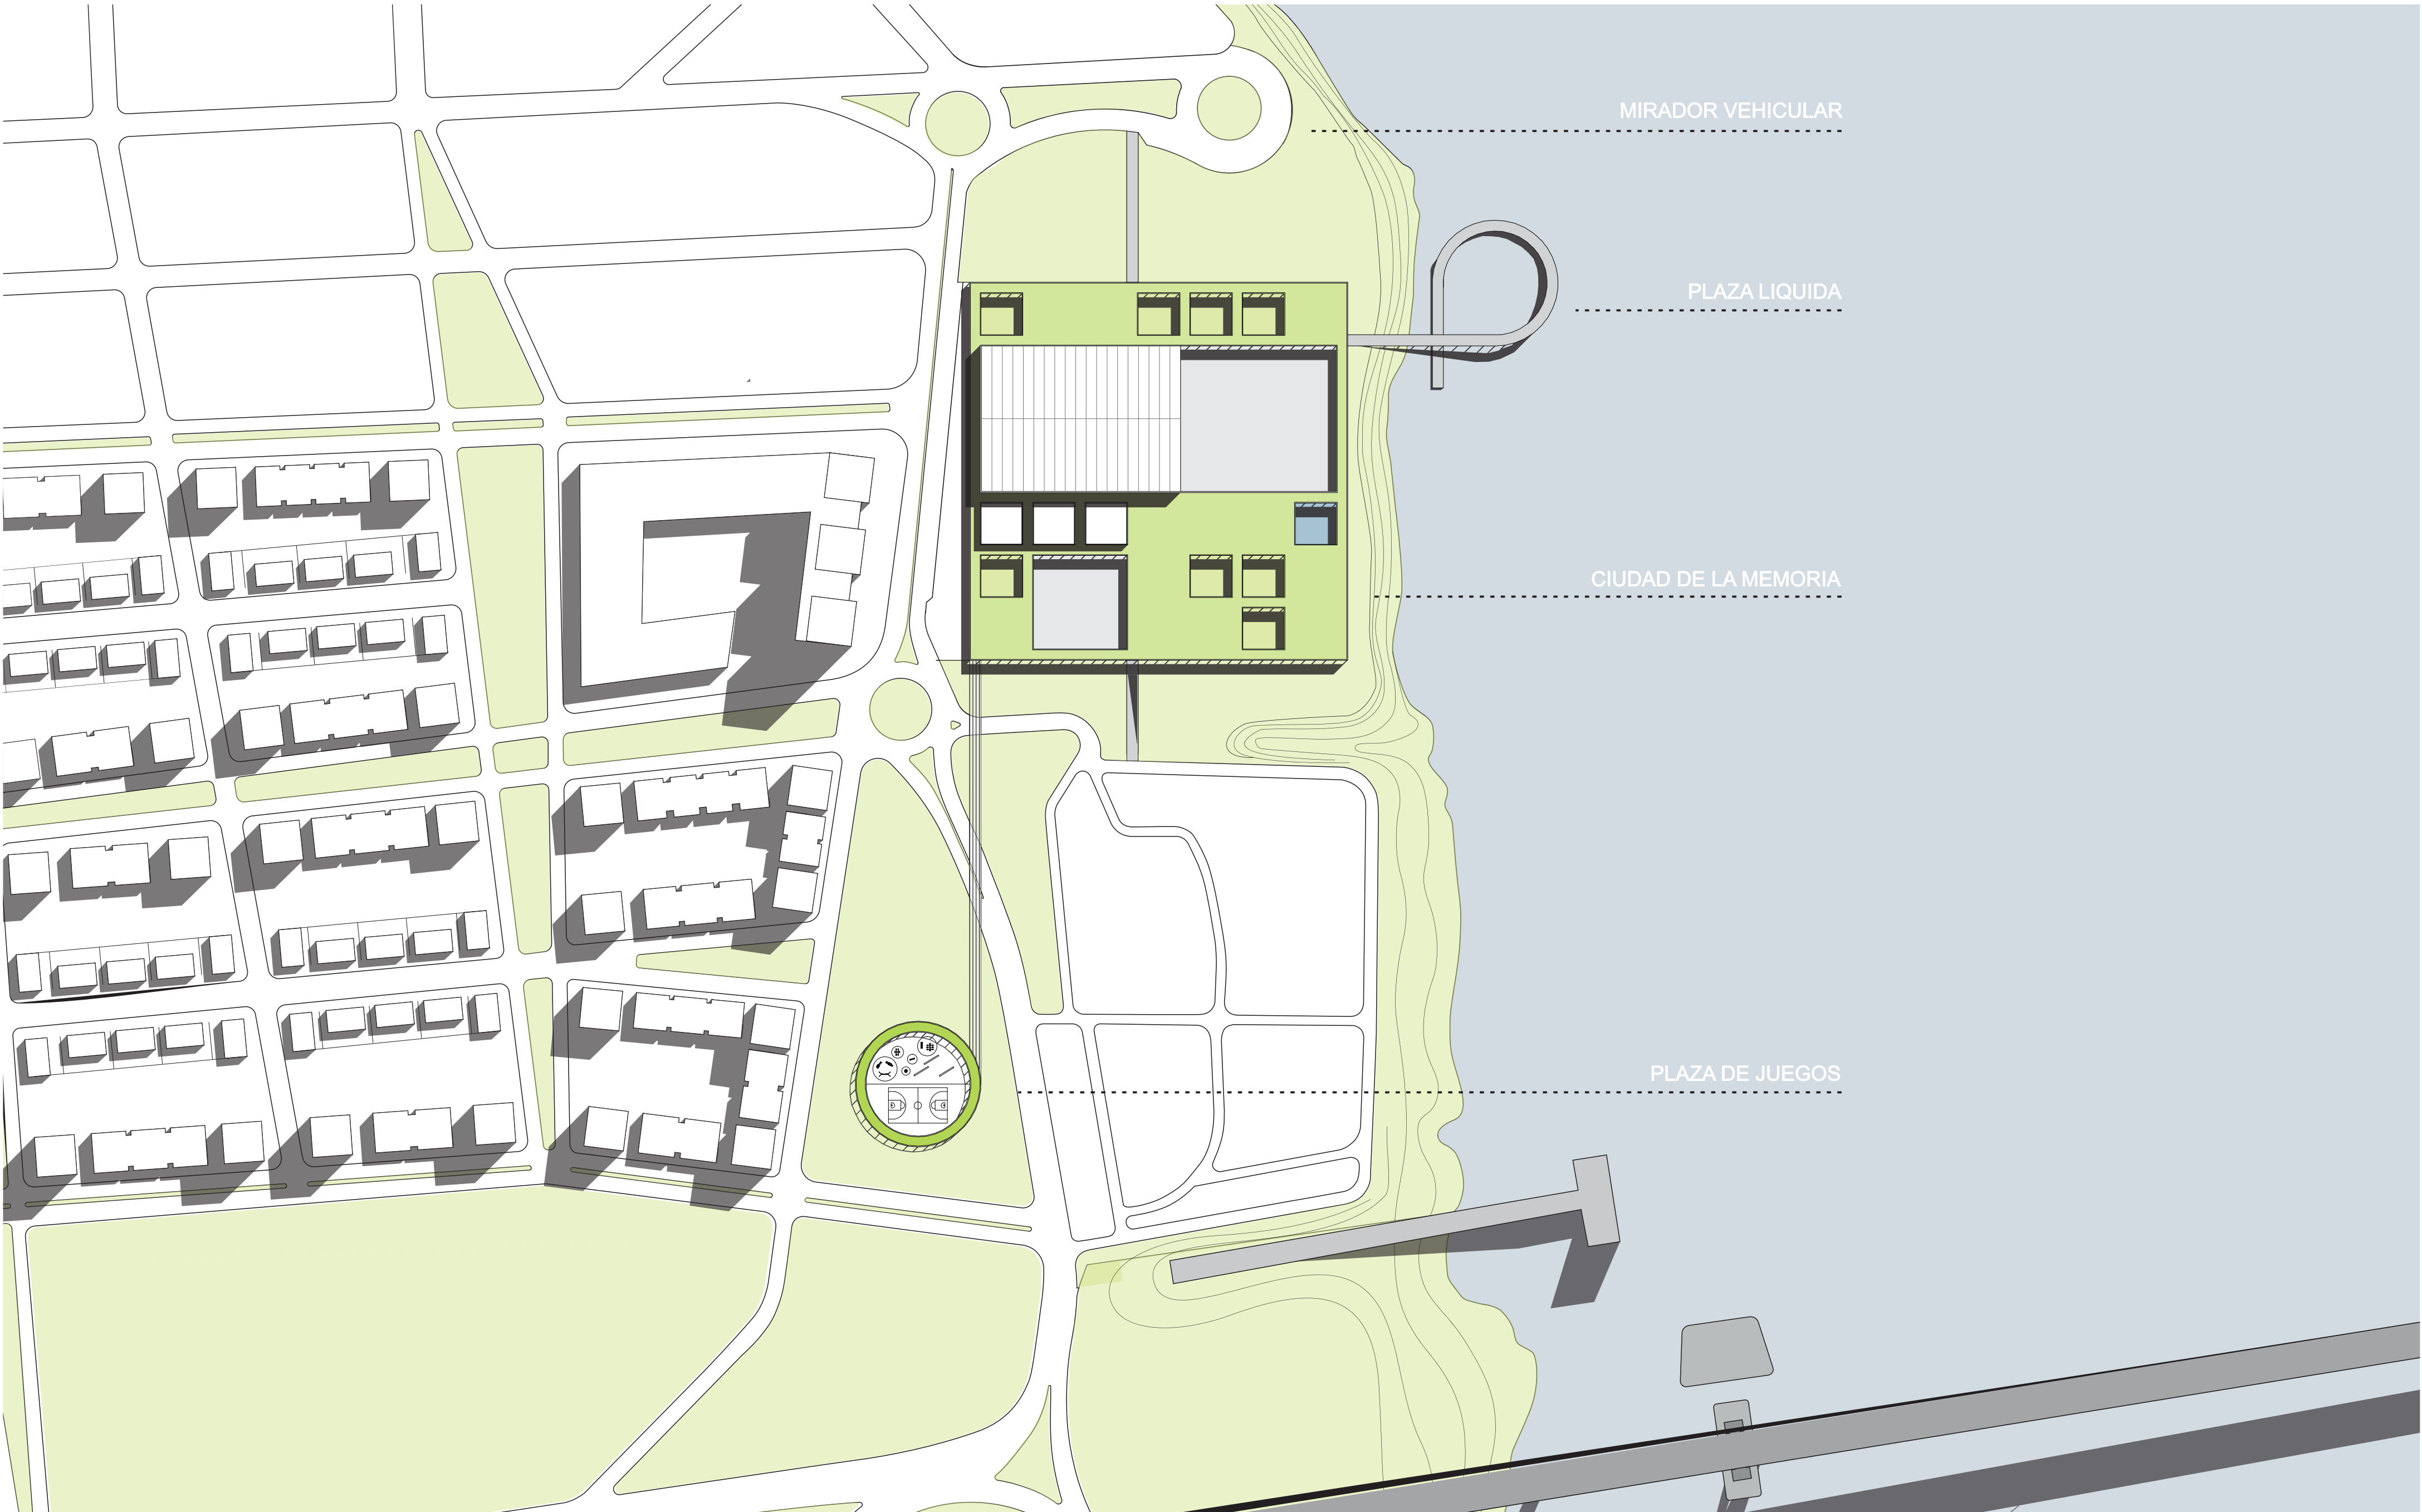 MIRADOR VEHICULAR
PLAZA LIQUIDA
CIUDAD DE LA MEMORIA
PLAZA DE JUEGOS